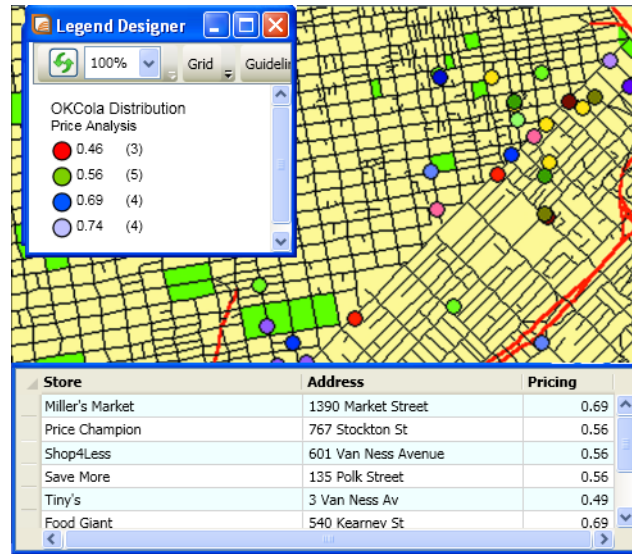 Legend Designer
100% Grid Guidelin
OKCola Distribution
Price Analysis
0.46 (3)
0.56 (5)
0.69 (4)
0.74 (4)
Store Address Pricing
Miller's Market 1390 Market Street 0.69
Price Champion 767 Stockton St 0.56
Shop4Less 601 Van Ness Avenue 0.56
Save More 135 Polk Street 0.56
Tiny's 3 Van Ness Av 0.49
Food Giant 540 Kearney St 0.69